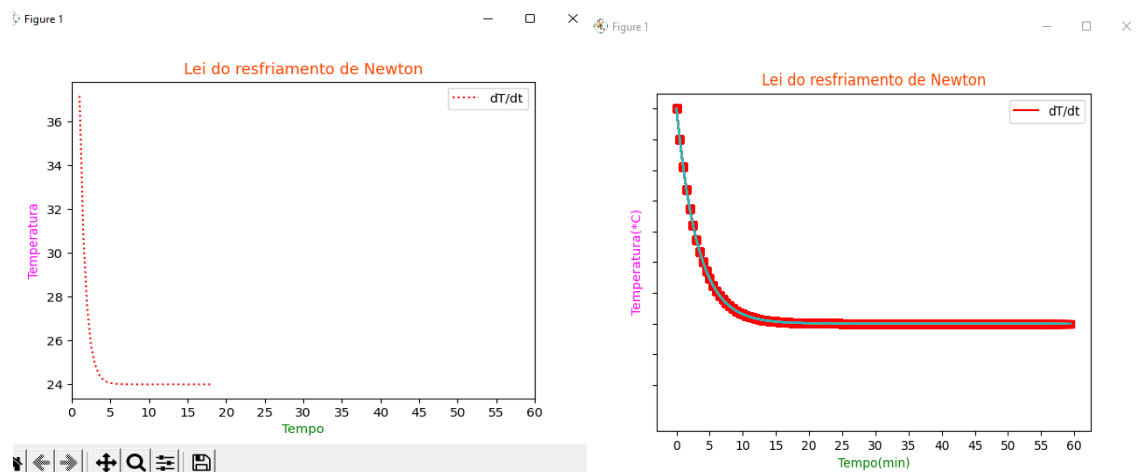 Figure 1
Lei do resfriamento de Newton
dT/dt
36
34
32
30
28
26
24
Temperatura
0 5 10 15 20 25 30 35 40 45 50 55 60
Tempo
Figure 1
Lei do resfriamento de Newton
dT/dt
Temperatura(*C)
0 5 10 15 20 25 30 35 40 45 50 55 60
Tempo(min)